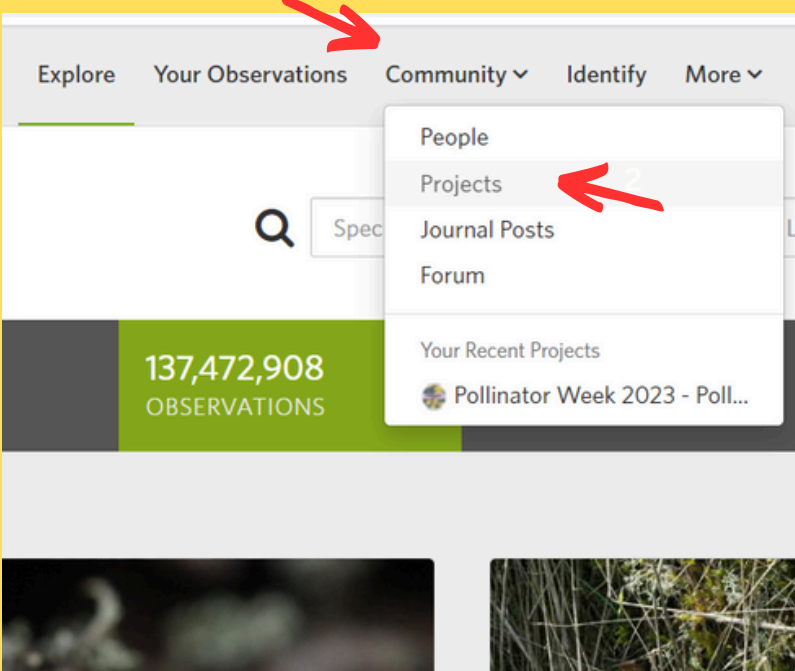 Explore Your Observations Community Identify More
People
Projects 2
Spec
Journal Posts
Forum
137,472,908
OBSERVATIONS
Your Recent Projects
Pollinator Week 2023 - Poll...